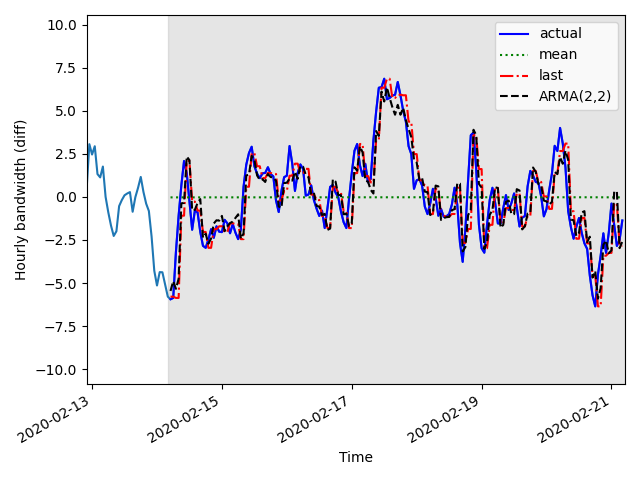 10.0
7.5
5.0
2.5
0.0
−2.5
−5.0
−7.5
−10.0
Hourly bandwidth (diff)
actual
mean
last
ARMA(2,2)
2020-02-13
2020-02-15
2020-02-17
2020-02-19
2020-02-21
Time